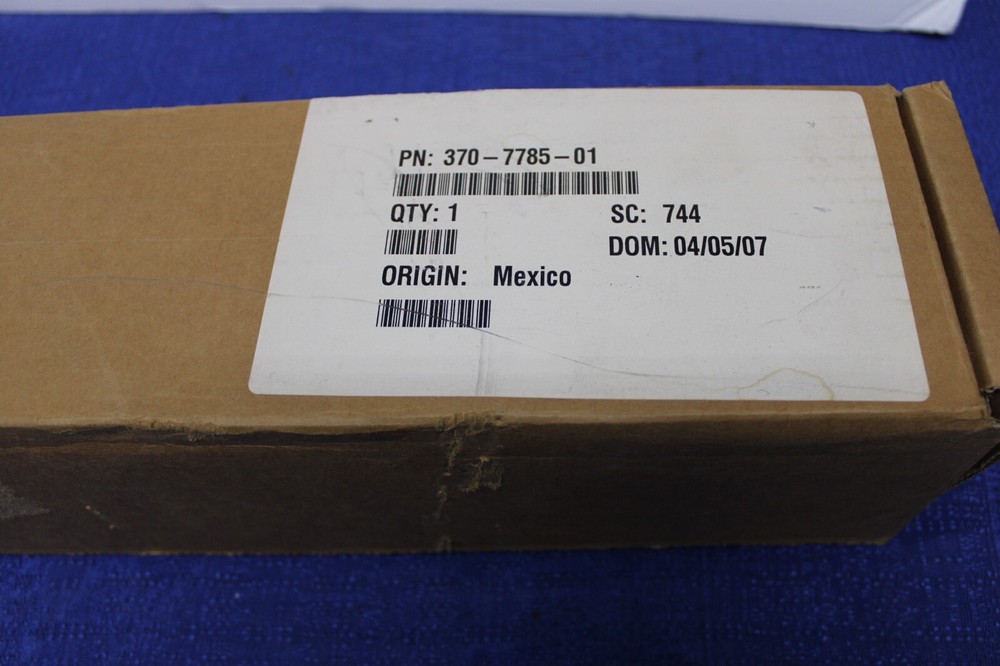 PN: 370-7785-01
QTY: 1 SC: 744
DOM: 04/05/07
ORIGIN: Mexico